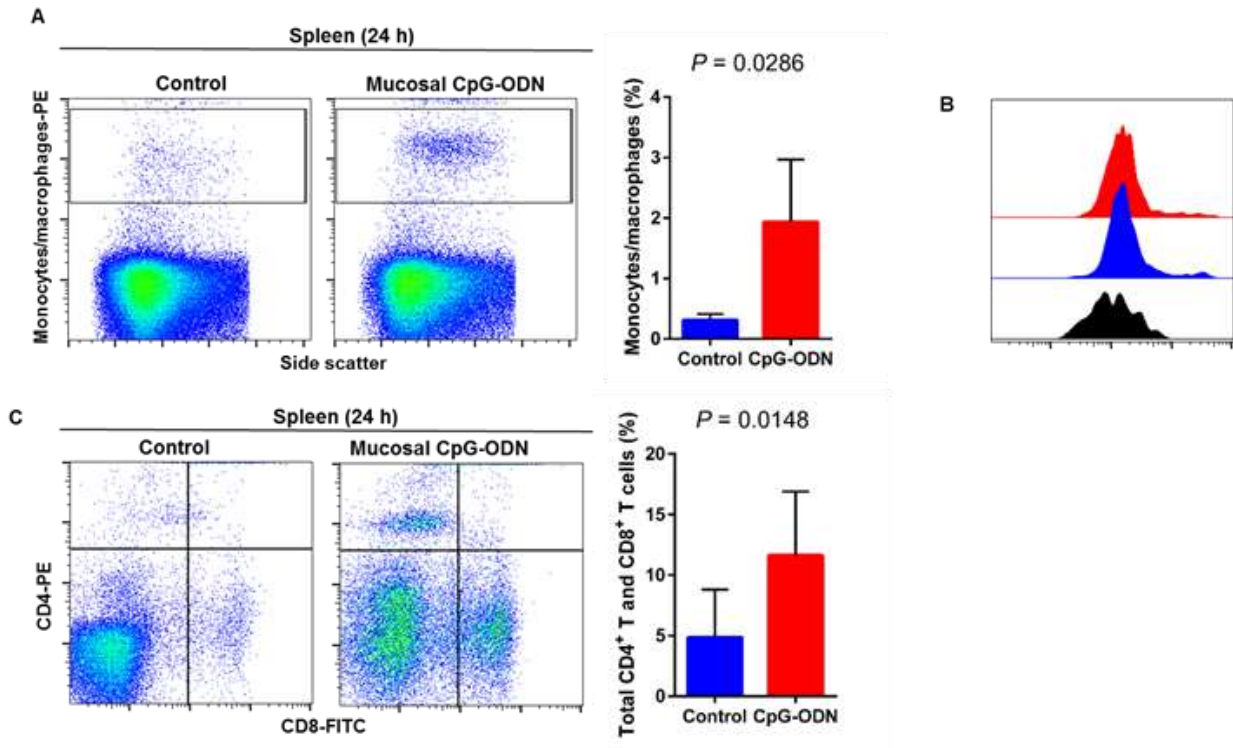 A
Spleen (24 h)
Control
Mucosal CpG-ODN
Monocytes/macrophages-PE
Side scatter
P = 0.0286
Monocytes/macrophages (%)
4
3
2
1
0
Control CpG-ODN
B
C
Spleen (24 h)
Control
Mucosal CpG-ODN
CD4-PE
CD8-FITC
P = 0.0148
Total CD4⁺ T and CD8⁺ T cells (%)
20
15
10
5
0
Control CpG-ODN